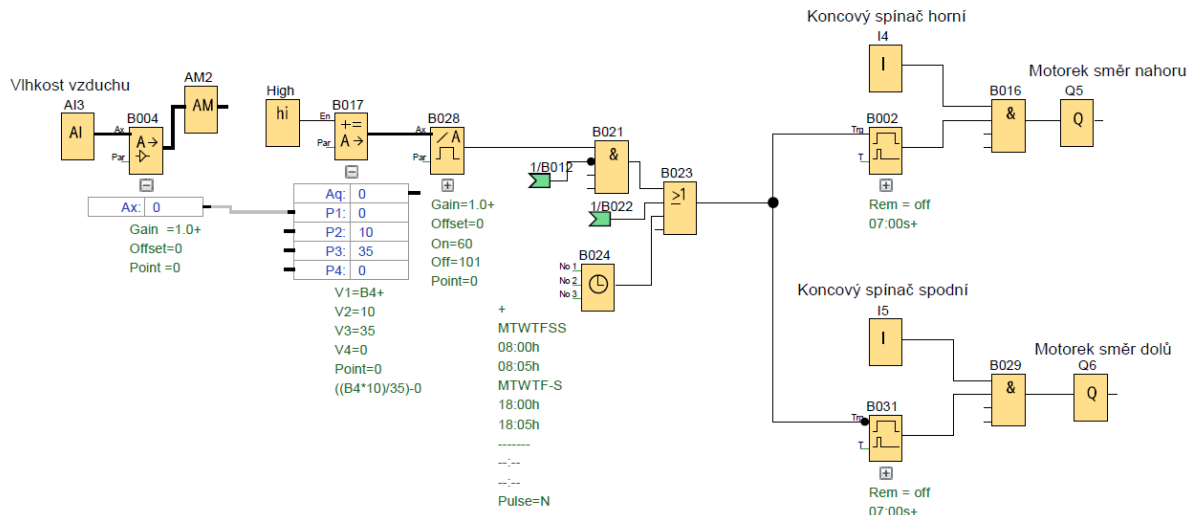 Koncový spínač horní
I4
I
Motorek směr nahoru
Vlhkost vzduchu
AI3
AI
B004
Ax
A→
Par
AM2
AM
High
hi
B017
En
+=
A→
Par
B028
Ax
/A
Par
B021
&
1/B012
B023
≥1
1/B022
B024
No 1
No 2
No 3
B002
Trg
T
B016
&
Q5
Q
Ax: 0
Gain =1.0+
Offset=0
Point =0
Aq: 0
P1: 0
P2: 10
P3: 35
P4: 0
V1=B4+
V2=10
V3=35
V4=0
Point=0
((B4*10)/35)-0
Gain=1.0+
Offset=0
On=60
Off=101
Point=0
+
MTWTFSS
08:00h
08:05h
MTWTF-S
18:00h
18:05h
-------
--:--
--:--
Pulse=N
Rem = off
07:00s+
Koncový spínač spodní
I5
I
Motorek směr dolů
B029
&
Q6
Q
B031
Trg
T
Rem = off
07:00s+